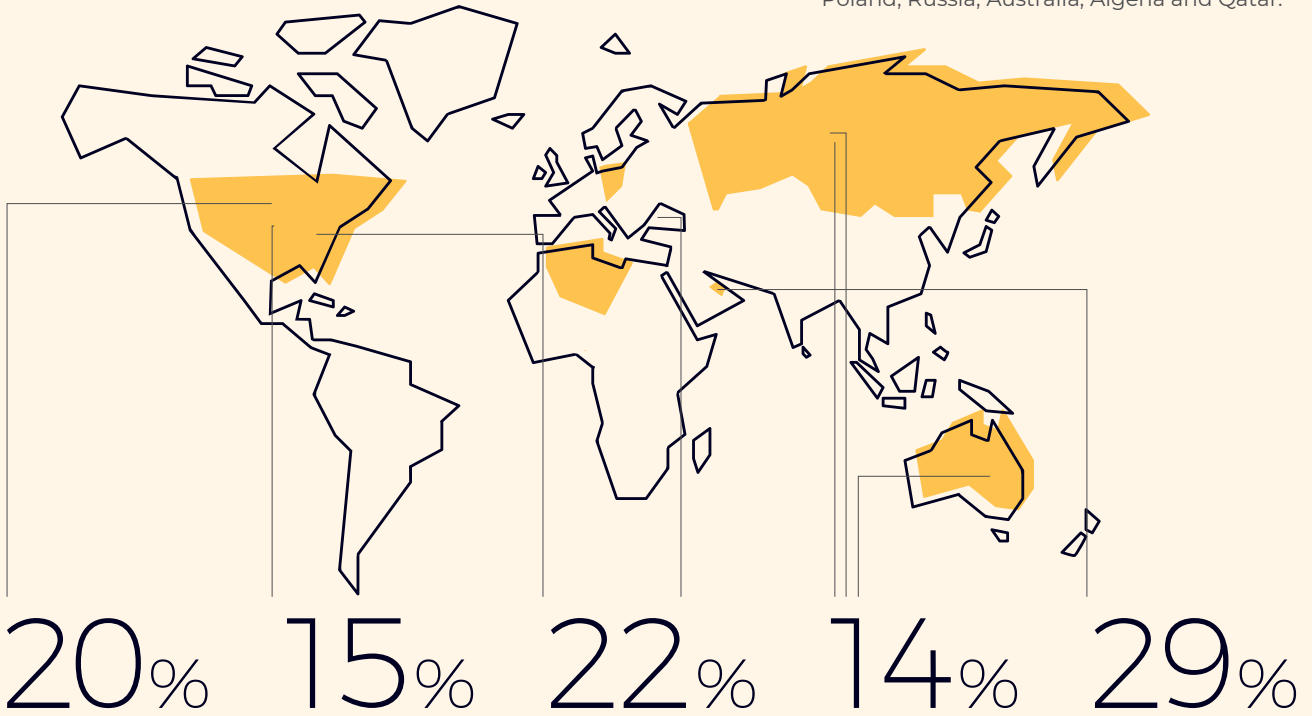 Poland, Russia, Australia, Algeria and Qatar.
20% 15% 22% 14% 29%